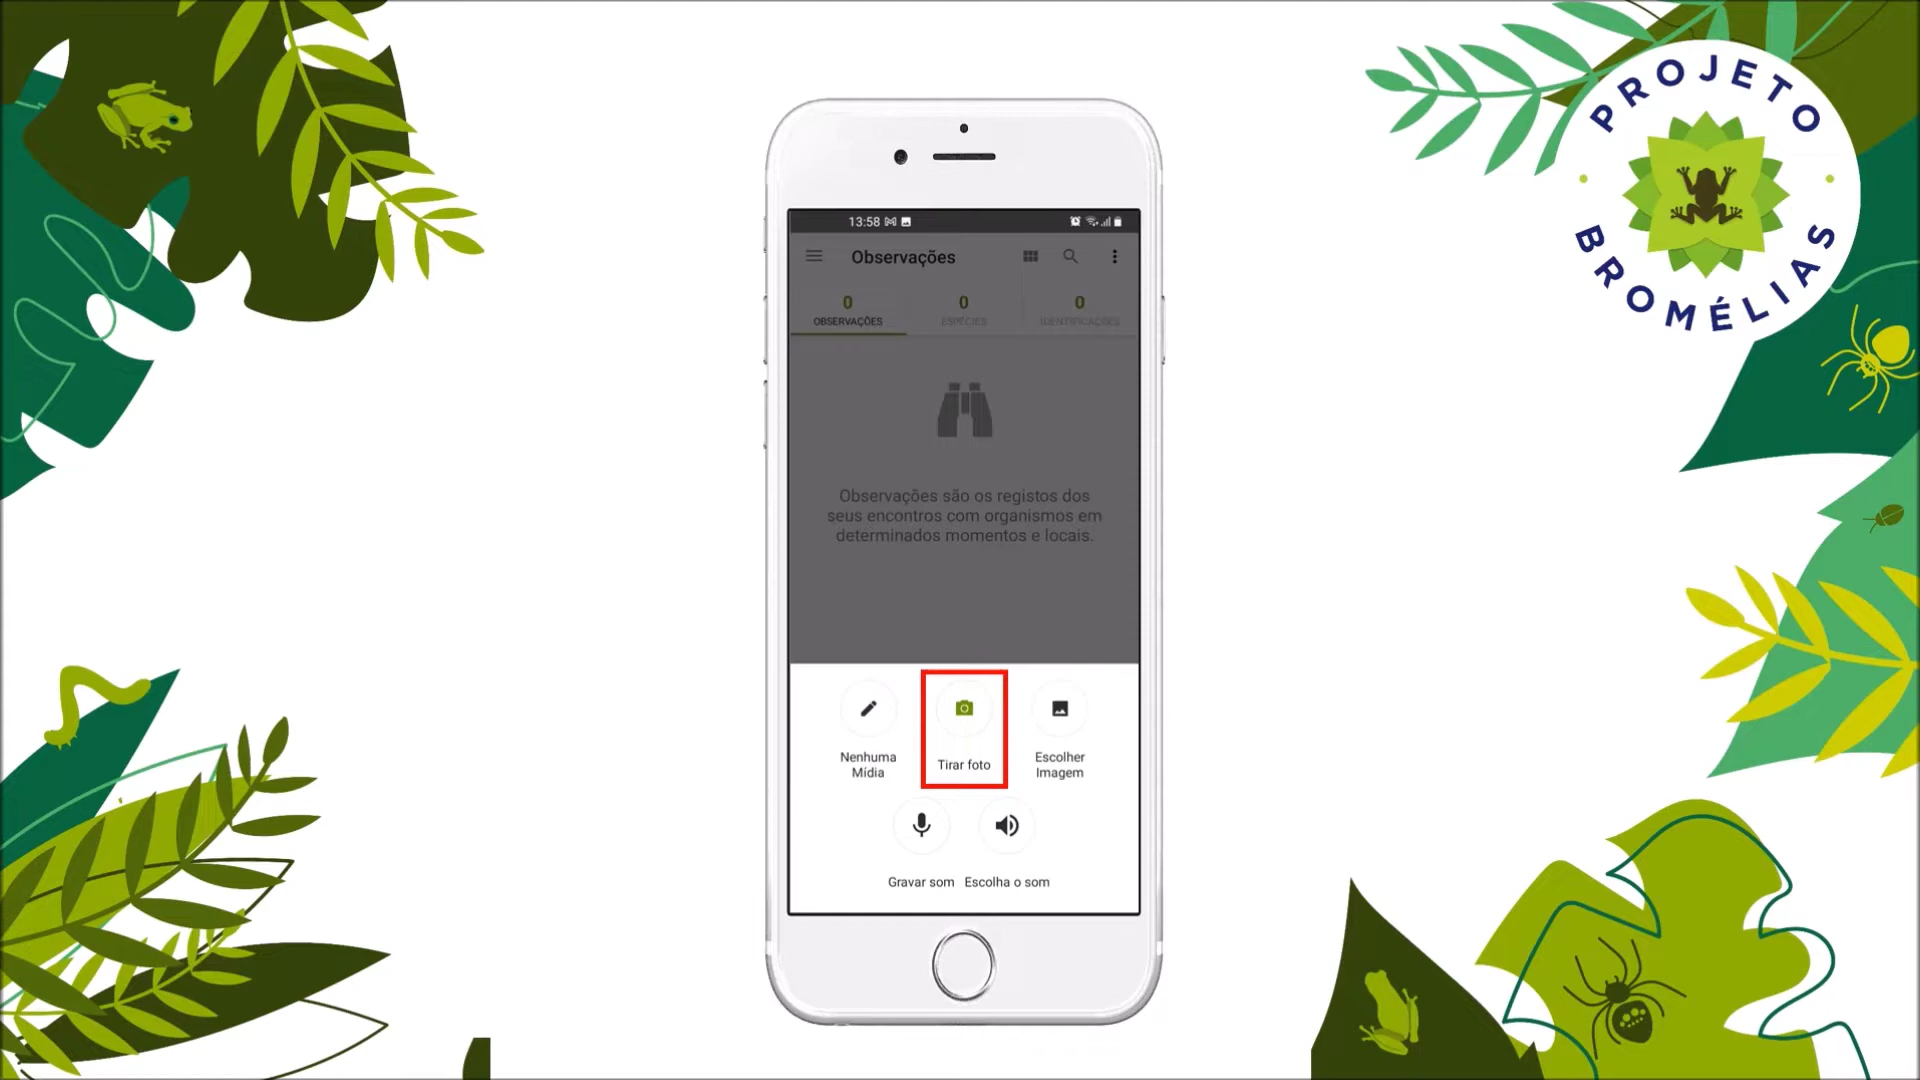 PROJETO
BROMÉLIAS
13:58
Observações
0
0
0
OBSERVAÇÕES
ESPÉCIES
IDENTIFICAÇÕES
Observações são os registos dos
seus encontros com organismos em
determinados momentos e locais.
Nenhuma
Mídia
Tirar foto
Escolher
Imagem
Gravar som
Escolha o som